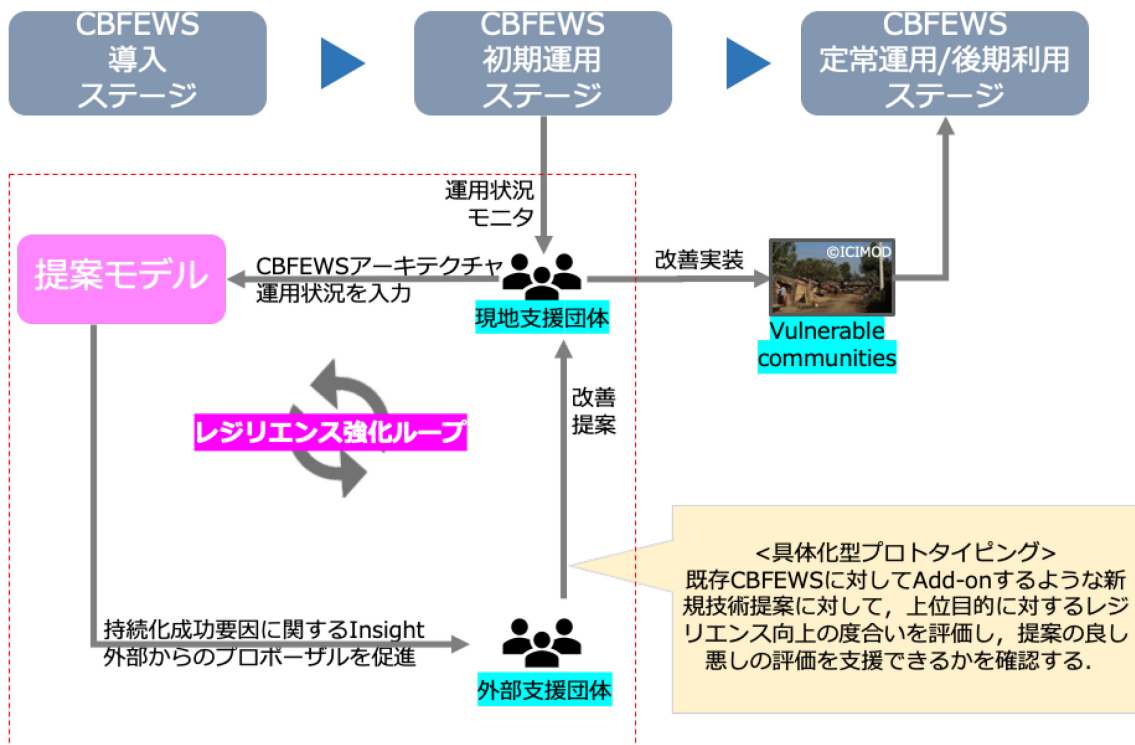 CBFEWS
導入
ステージ
CBFEWS
初期運用
ステージ
CBFEWS
定常運用/後期利用
ステージ
運用状況
モニタ
提案モデル
CBFEWSアーキテクチャ
運用状況を入力
現地支援団体
改善実装
©ICIMOD
Vulnerable
communities
レジリエンス強化ループ
改善
提案
持続化成功要因に関するInsight
外部からのプロポーザルを促進
外部支援団体
<具体化型プロトタイピング>
既存CBFEWSに対してAdd-onするような新
規技術提案に対して，上位目的に対するレジ
リエンス向上の度合いを評価し，提案の良し
悪しの評価を支援できるかを確認する．